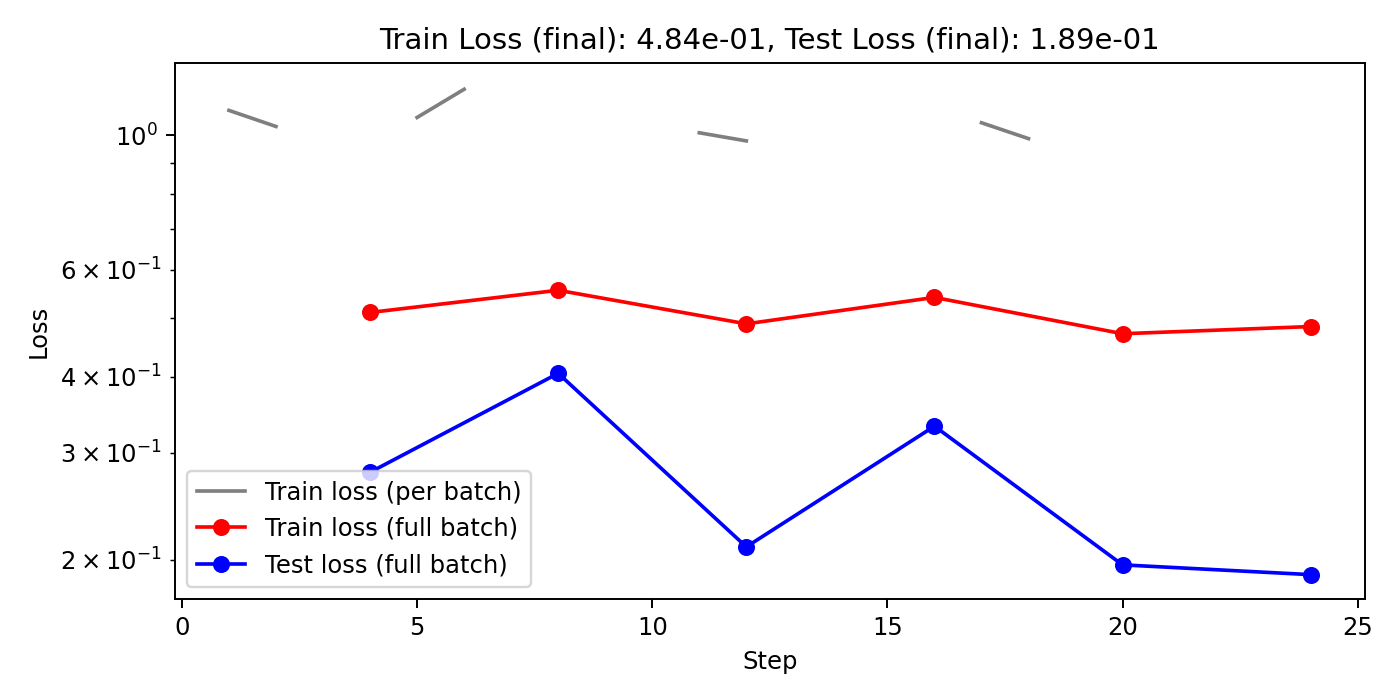 Train Loss (final): 4.84e-01, Test Loss (final): 1.89e-01
10⁰
6 × 10⁻¹
4 × 10⁻¹
3 × 10⁻¹
2 × 10⁻¹
Loss
Train loss (per batch)
Train loss (full batch)
Test loss (full batch)
0 5 10 15 20 25
Step